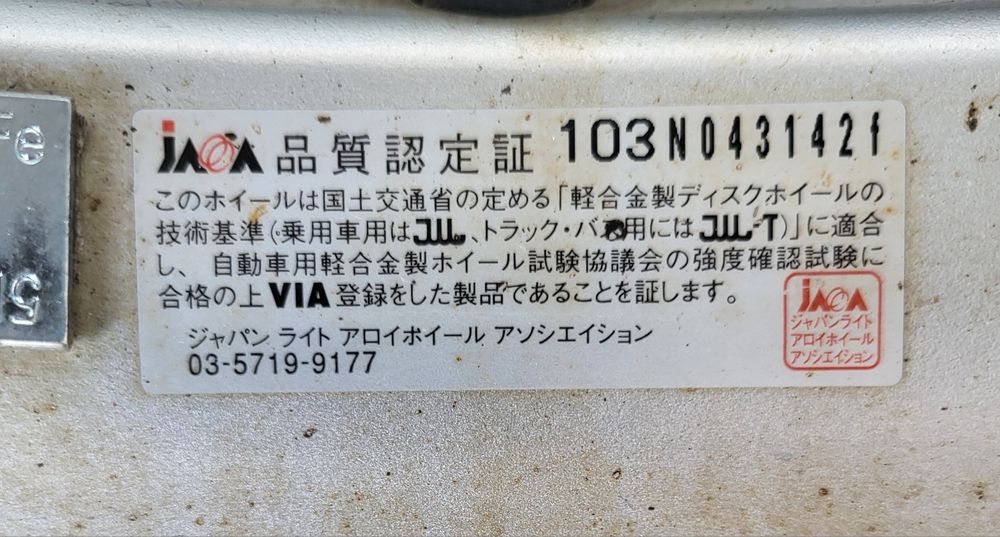 JAWA 品質認定証 103 N043142f
このホイールは国土交通省の定める「軽合金製ディスクホイールの
技術基準(乗用車用はJWL、トラック・バ用にはJWL-T)」に適合
し、自動車用軽合金製ホイール試験協議会の強度確認試験に
合格の上VIA登録をした製品であることを証します。
ジャパン ライト アロイホイール アソシエイション
03-5719-9177
JAWA
ジャパンライト
アロイホイール
アソシエイション
5